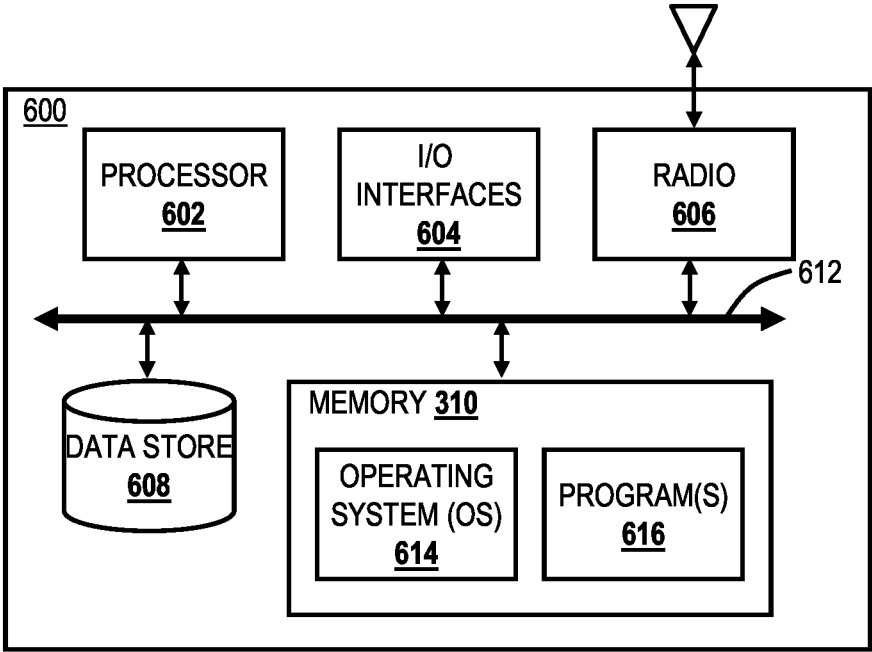 600
PROCESSOR
602
I/O
INTERFACES
604
RADIO
606
612
DATA STORE
608
MEMORY 310
OPERATING
SYSTEM (OS)
614
PROGRAM(S)
616